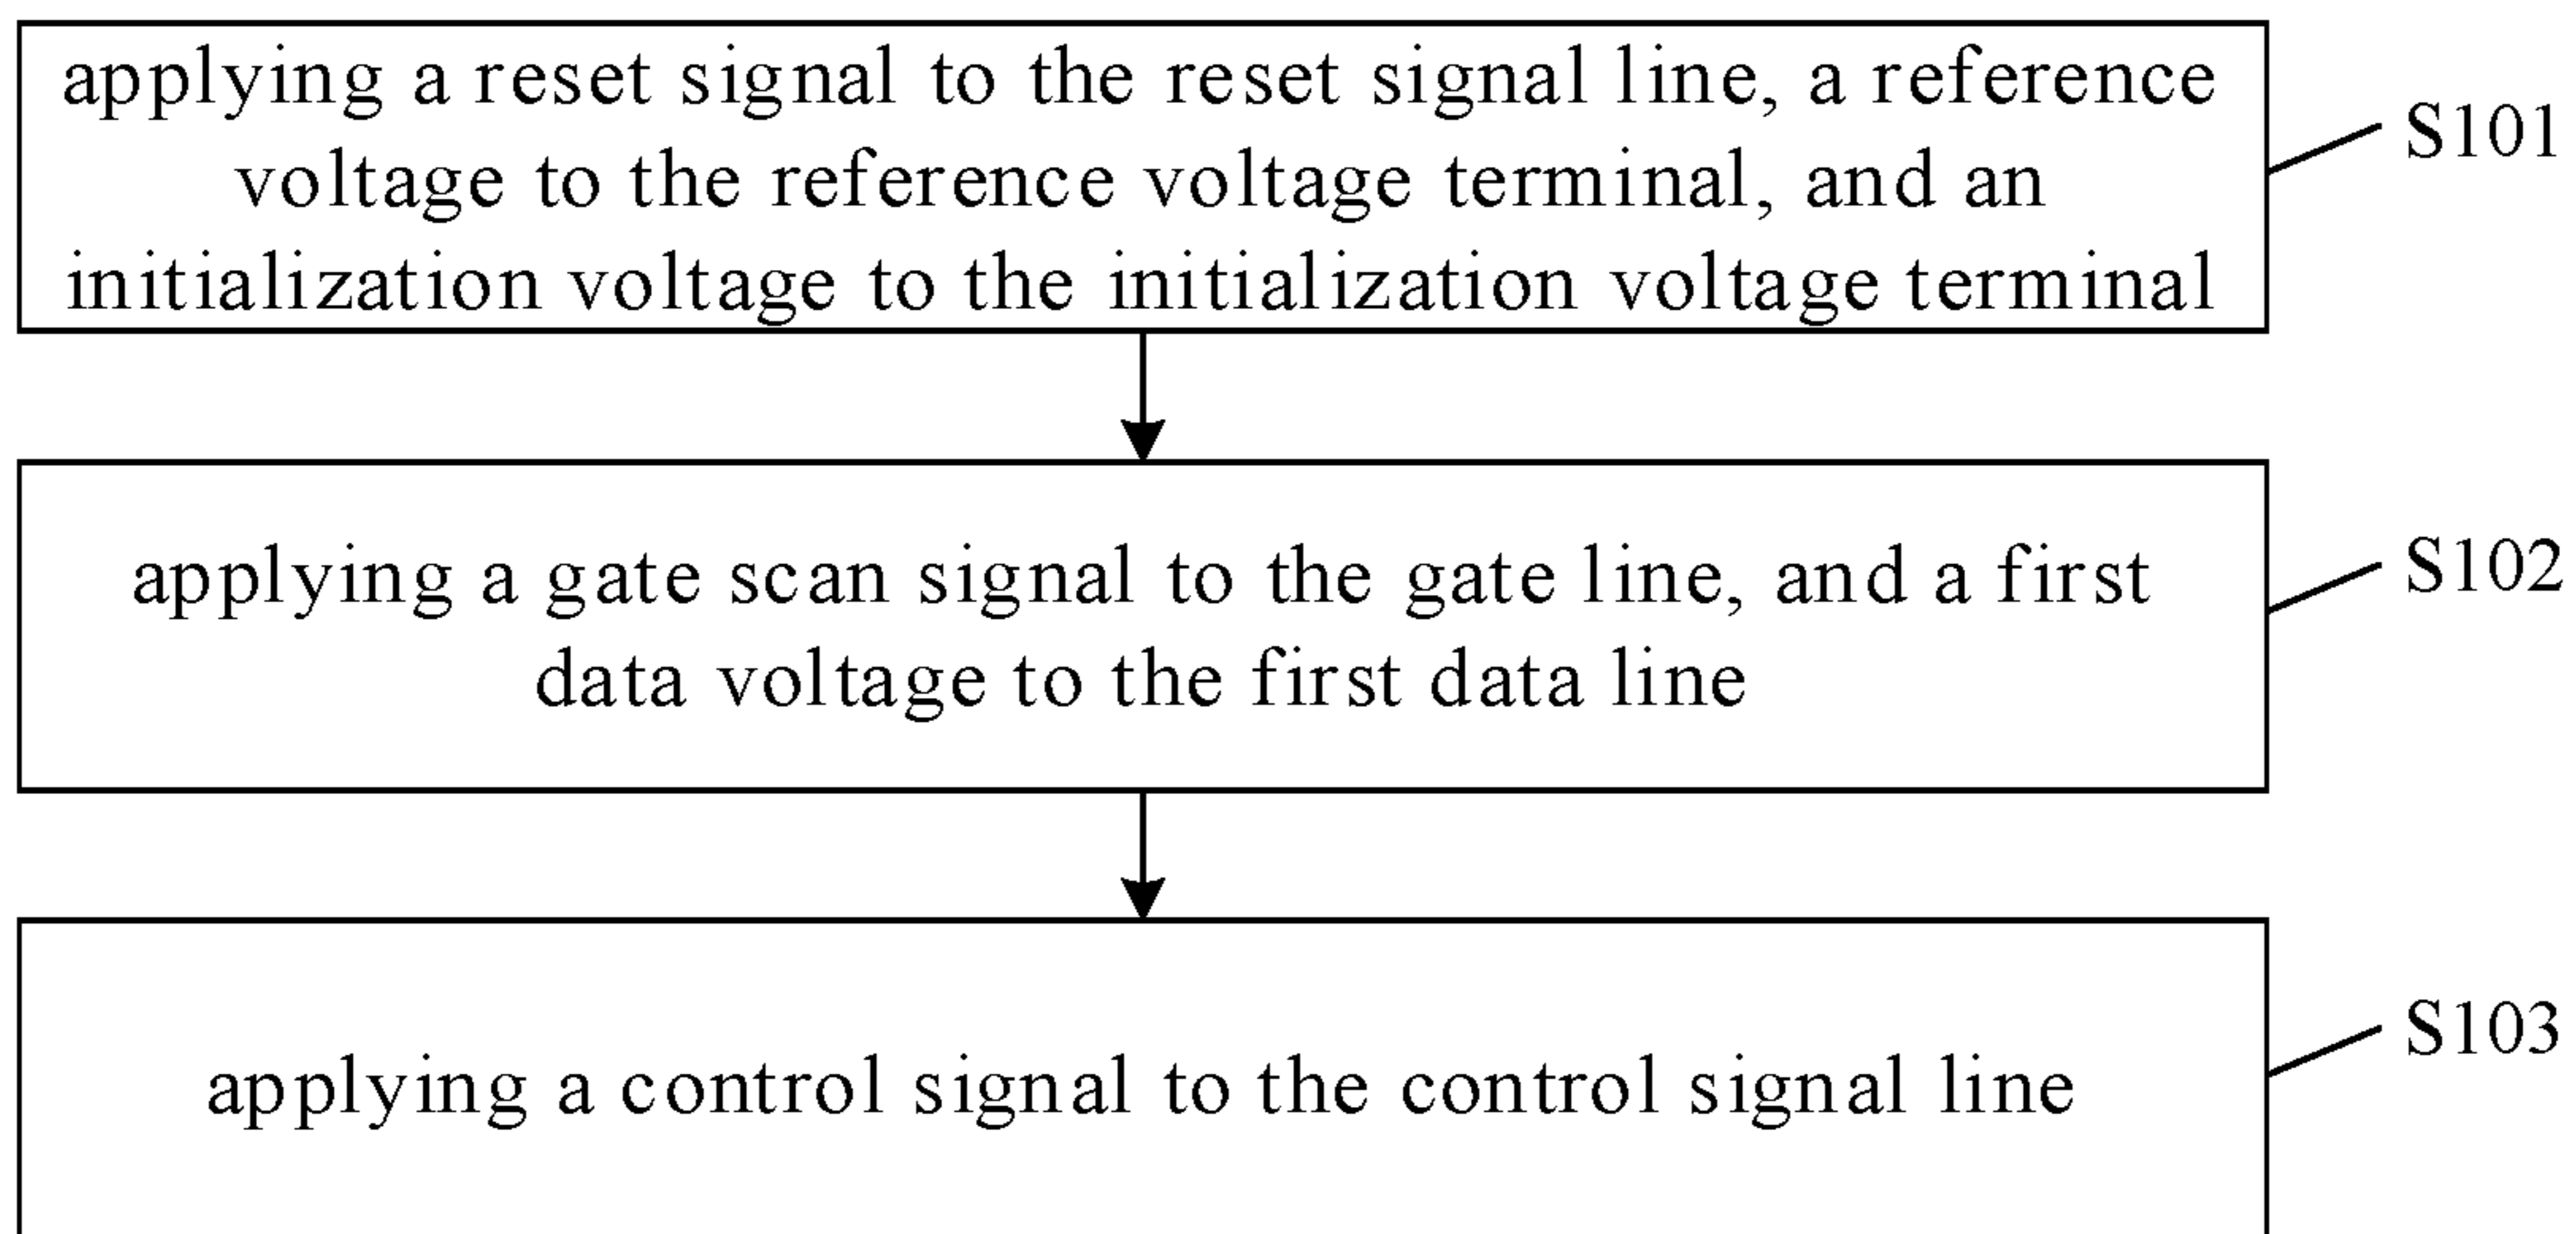 applying a reset signal to the reset signal line, a reference
voltage to the reference voltage terminal, and an
initialization voltage to the initialization voltage terminal
S101
applying a gate scan signal to the gate line, and a first
data voltage to the first data line
S102
applying a control signal to the control signal line
S103